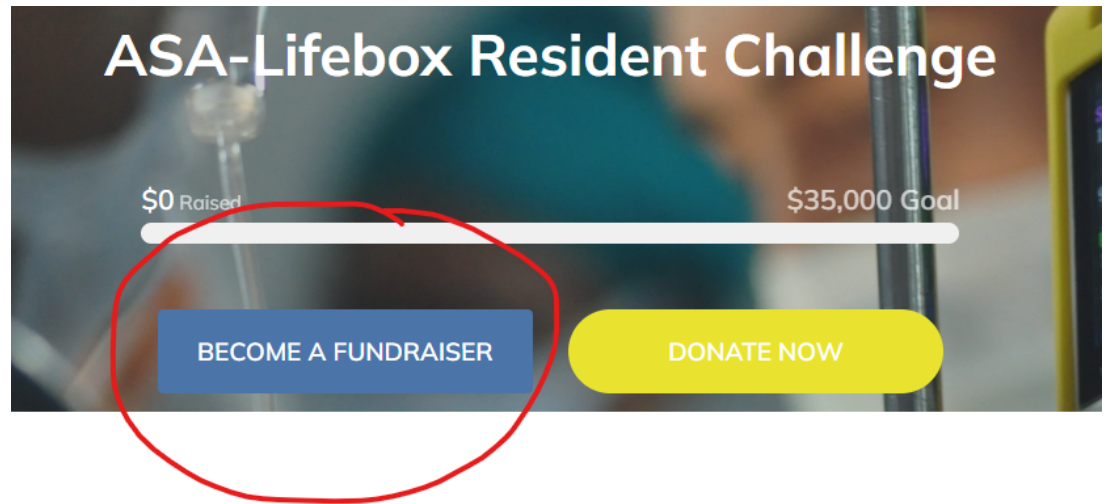 ASA-Lifebox Resident Challenge
$0 Raised $35,000 Goal
BECOME A FUNDRAISER DONATE NOW